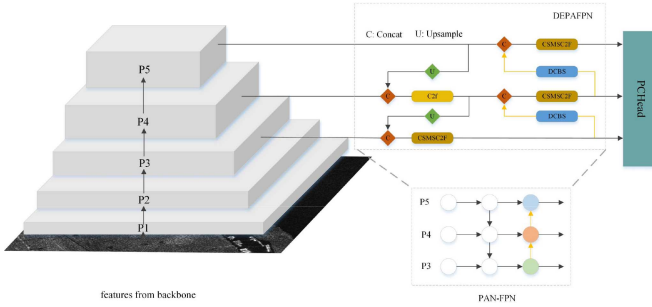 DEPAFPN
C: Concat U: Upsample
C
CSMSC2F
P5
U
DCBS
P4
C
C2F
C
CSMSC2F
U
DCBS
P3
C
CSMSC2F
PCHead
P2
P1
P5
P4
P3
features from backbone
PAN-FPN